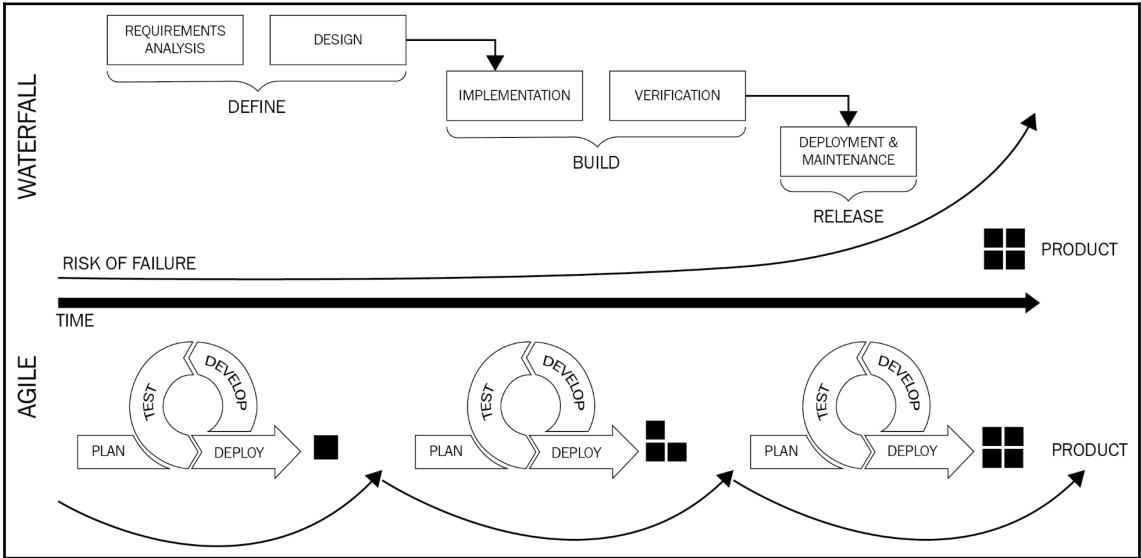 WATERFALL
REQUIREMENTS
ANALYSIS
DESIGN
DEFINE
IMPLEMENTATION
VERIFICATION
BUILD
DEPLOYMENT &
MAINTENANCE
RELEASE
RISK OF FAILURE
PRODUCT
TIME
AGILE
PLAN
TEST
DEVELOP
DEPLOY
PLAN
TEST
DEVELOP
DEPLOY
PLAN
TEST
DEVELOP
DEPLOY
PRODUCT